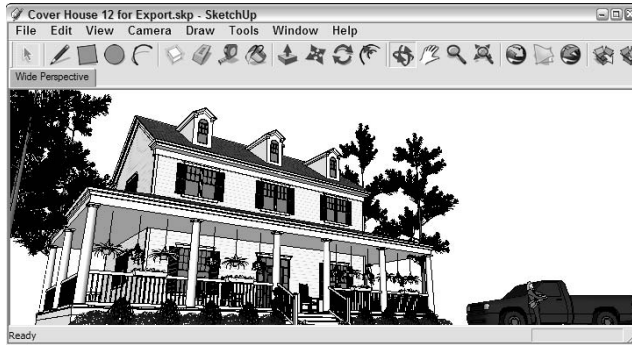 Cover House 12 for Export.skp - SketchUp
File Edit View Camera Draw Tools Window Help
Wide Perspective
Ready